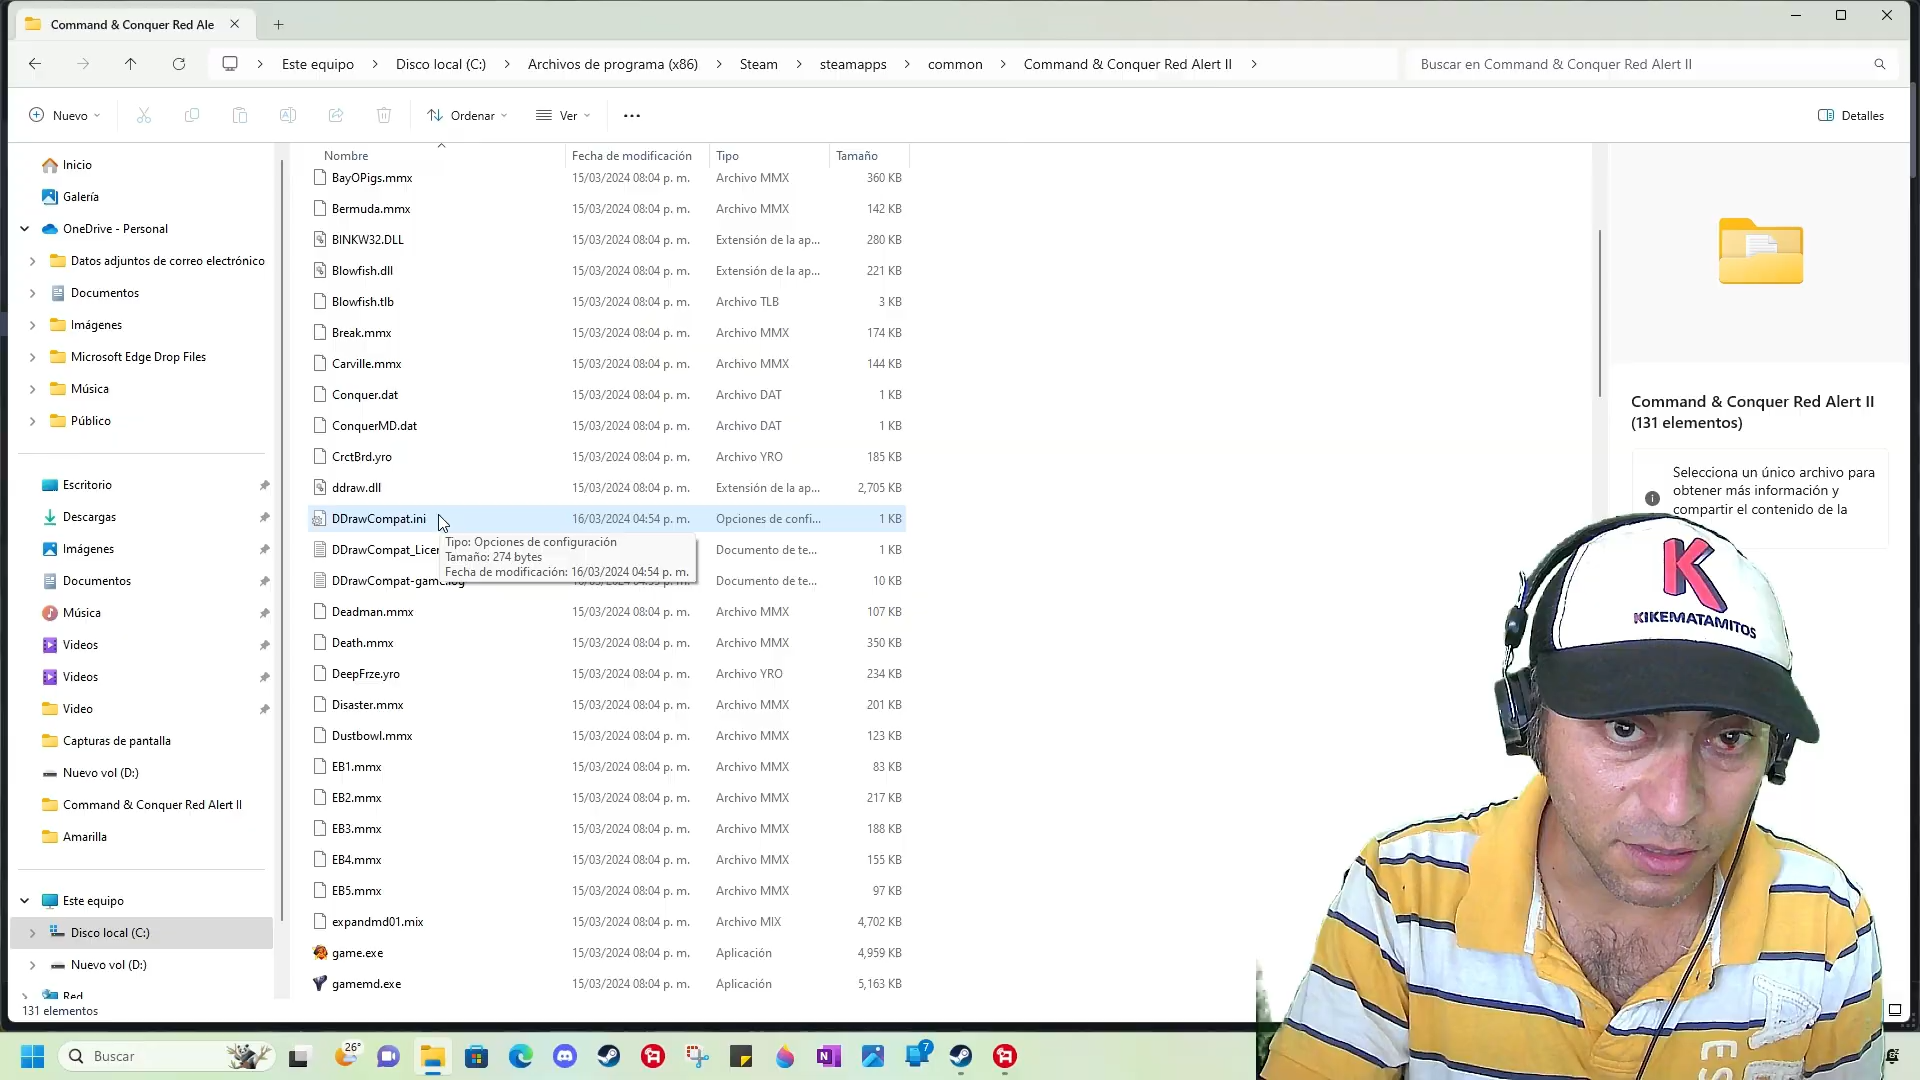 Command & Conquer Red Ale
Este equipo > Disco local (C:) > Archivos de programa (x86) > Steam > steamapps > common > Command & Conquer Red Alert II >
Buscar en Command & Conquer Red Alert II
Nuevo
Ordenar
Ver
Detalles
Inicio
Galería
OneDrive - Personal
Datos adjuntos de correo electrónico
Documentos
Imágenes
Microsoft Edge Drop Files
Música
Público
Escritorio
Descargas
Imágenes
Documentos
Música
Videos
Videos
Video
Capturas de pantalla
Nuevo vol (D:)
Command & Conquer Red Alert II
Amarilla
Este equipo
Disco local (C:)
Nuevo vol (D:)
Red
131 elementos
Nombre Fecha de modificación Tipo Tamaño
BayOPigs.mmx 15/03/2024 08:04 p. m. Archivo MMX 360 KB
Bermuda.mmx 15/03/2024 08:04 p. m. Archivo MMX 142 KB
BINKW32.DLL 15/03/2024 08:04 p. m. Extensión de la ap... 280 KB
Blowfish.dll 15/03/2024 08:04 p. m. Extensión de la ap... 221 KB
Blowfish.tlb 15/03/2024 08:04 p. m. Archivo TLB 3 KB
Break.mmx 15/03/2024 08:04 p. m. Archivo MMX 174 KB
Carville.mmx 15/03/2024 08:04 p. m. Archivo MMX 144 KB
Conquer.dat 15/03/2024 08:04 p. m. Archivo DAT 1 KB
ConquerMD.dat 15/03/2024 08:04 p. m. Archivo DAT 1 KB
CrctBrd.yro 15/03/2024 08:04 p. m. Archivo YRO 185 KB
ddraw.dll 15/03/2024 08:04 p. m. Extensión de la ap... 2,705 KB
DDrawCompat.ini 16/03/2024 04:54 p. m. Opciones de confi... 1 KB
DDrawCompat_Licen Documento de te... 1 KB
Tipo: Opciones de configuración
Tamaño: 274 bytes
Fecha de modificación: 16/03/2024 04:54 p. m.
DDrawCompat-game.log Documento de te... 10 KB
Deadman.mmx 15/03/2024 08:04 p. m. Archivo MMX 107 KB
Death.mmx 15/03/2024 08:04 p. m. Archivo MMX 350 KB
DeepFrze.yro 15/03/2024 08:04 p. m. Archivo YRO 234 KB
Disaster.mmx 15/03/2024 08:04 p. m. Archivo MMX 201 KB
Dustbowl.mmx 15/03/2024 08:04 p. m. Archivo MMX 123 KB
EB1.mmx 15/03/2024 08:04 p. m. Archivo MMX 83 KB
EB2.mmx 15/03/2024 08:04 p. m. Archivo MMX 217 KB
EB3.mmx 15/03/2024 08:04 p. m. Archivo MMX 188 KB
EB4.mmx 15/03/2024 08:04 p. m. Archivo MMX 155 KB
EB5.mmx 15/03/2024 08:04 p. m. Archivo MMX 97 KB
expandmd01.mix 15/03/2024 08:04 p. m. Archivo MIX 4,702 KB
game.exe 15/03/2024 08:04 p. m. Aplicación 4,959 KB
gamemd.exe 15/03/2024 08:04 p. m. Aplicación 5,163 KB
Command & Conquer Red Alert II
(131 elementos)
Selecciona un único archivo para
obtener más información y
compartir el contenido de la
K
KIKEMATAMITOS
Buscar
26°
7